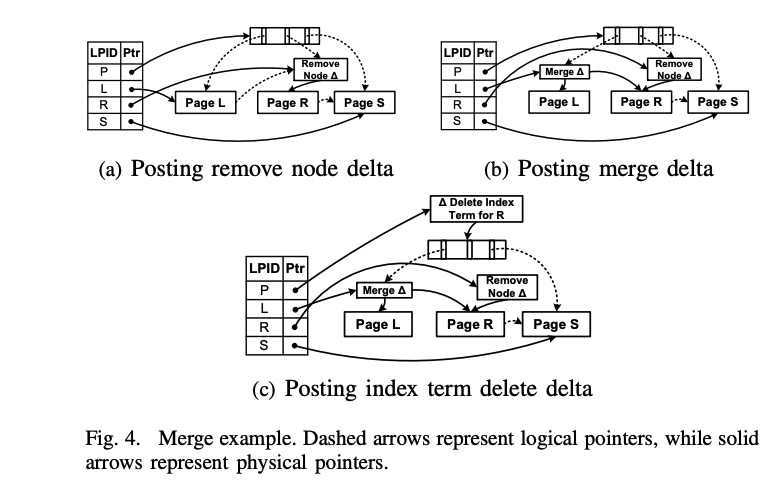 LPID Ptr
P
L
R
S
Remove
Node Δ
Page L
Page R
Page S
(a) Posting remove node delta
LPID Ptr
P
L
R
S
Merge Δ
Remove
Node Δ
Page L
Page R
Page S
(b) Posting merge delta
Δ Delete Index
Term for R
LPID Ptr
P
L
R
S
Merge Δ
Remove
Node Δ
Page L
Page R
Page S
(c) Posting index term delete delta
Fig. 4. Merge example. Dashed arrows represent logical pointers, while solid
arrows represent physical pointers.